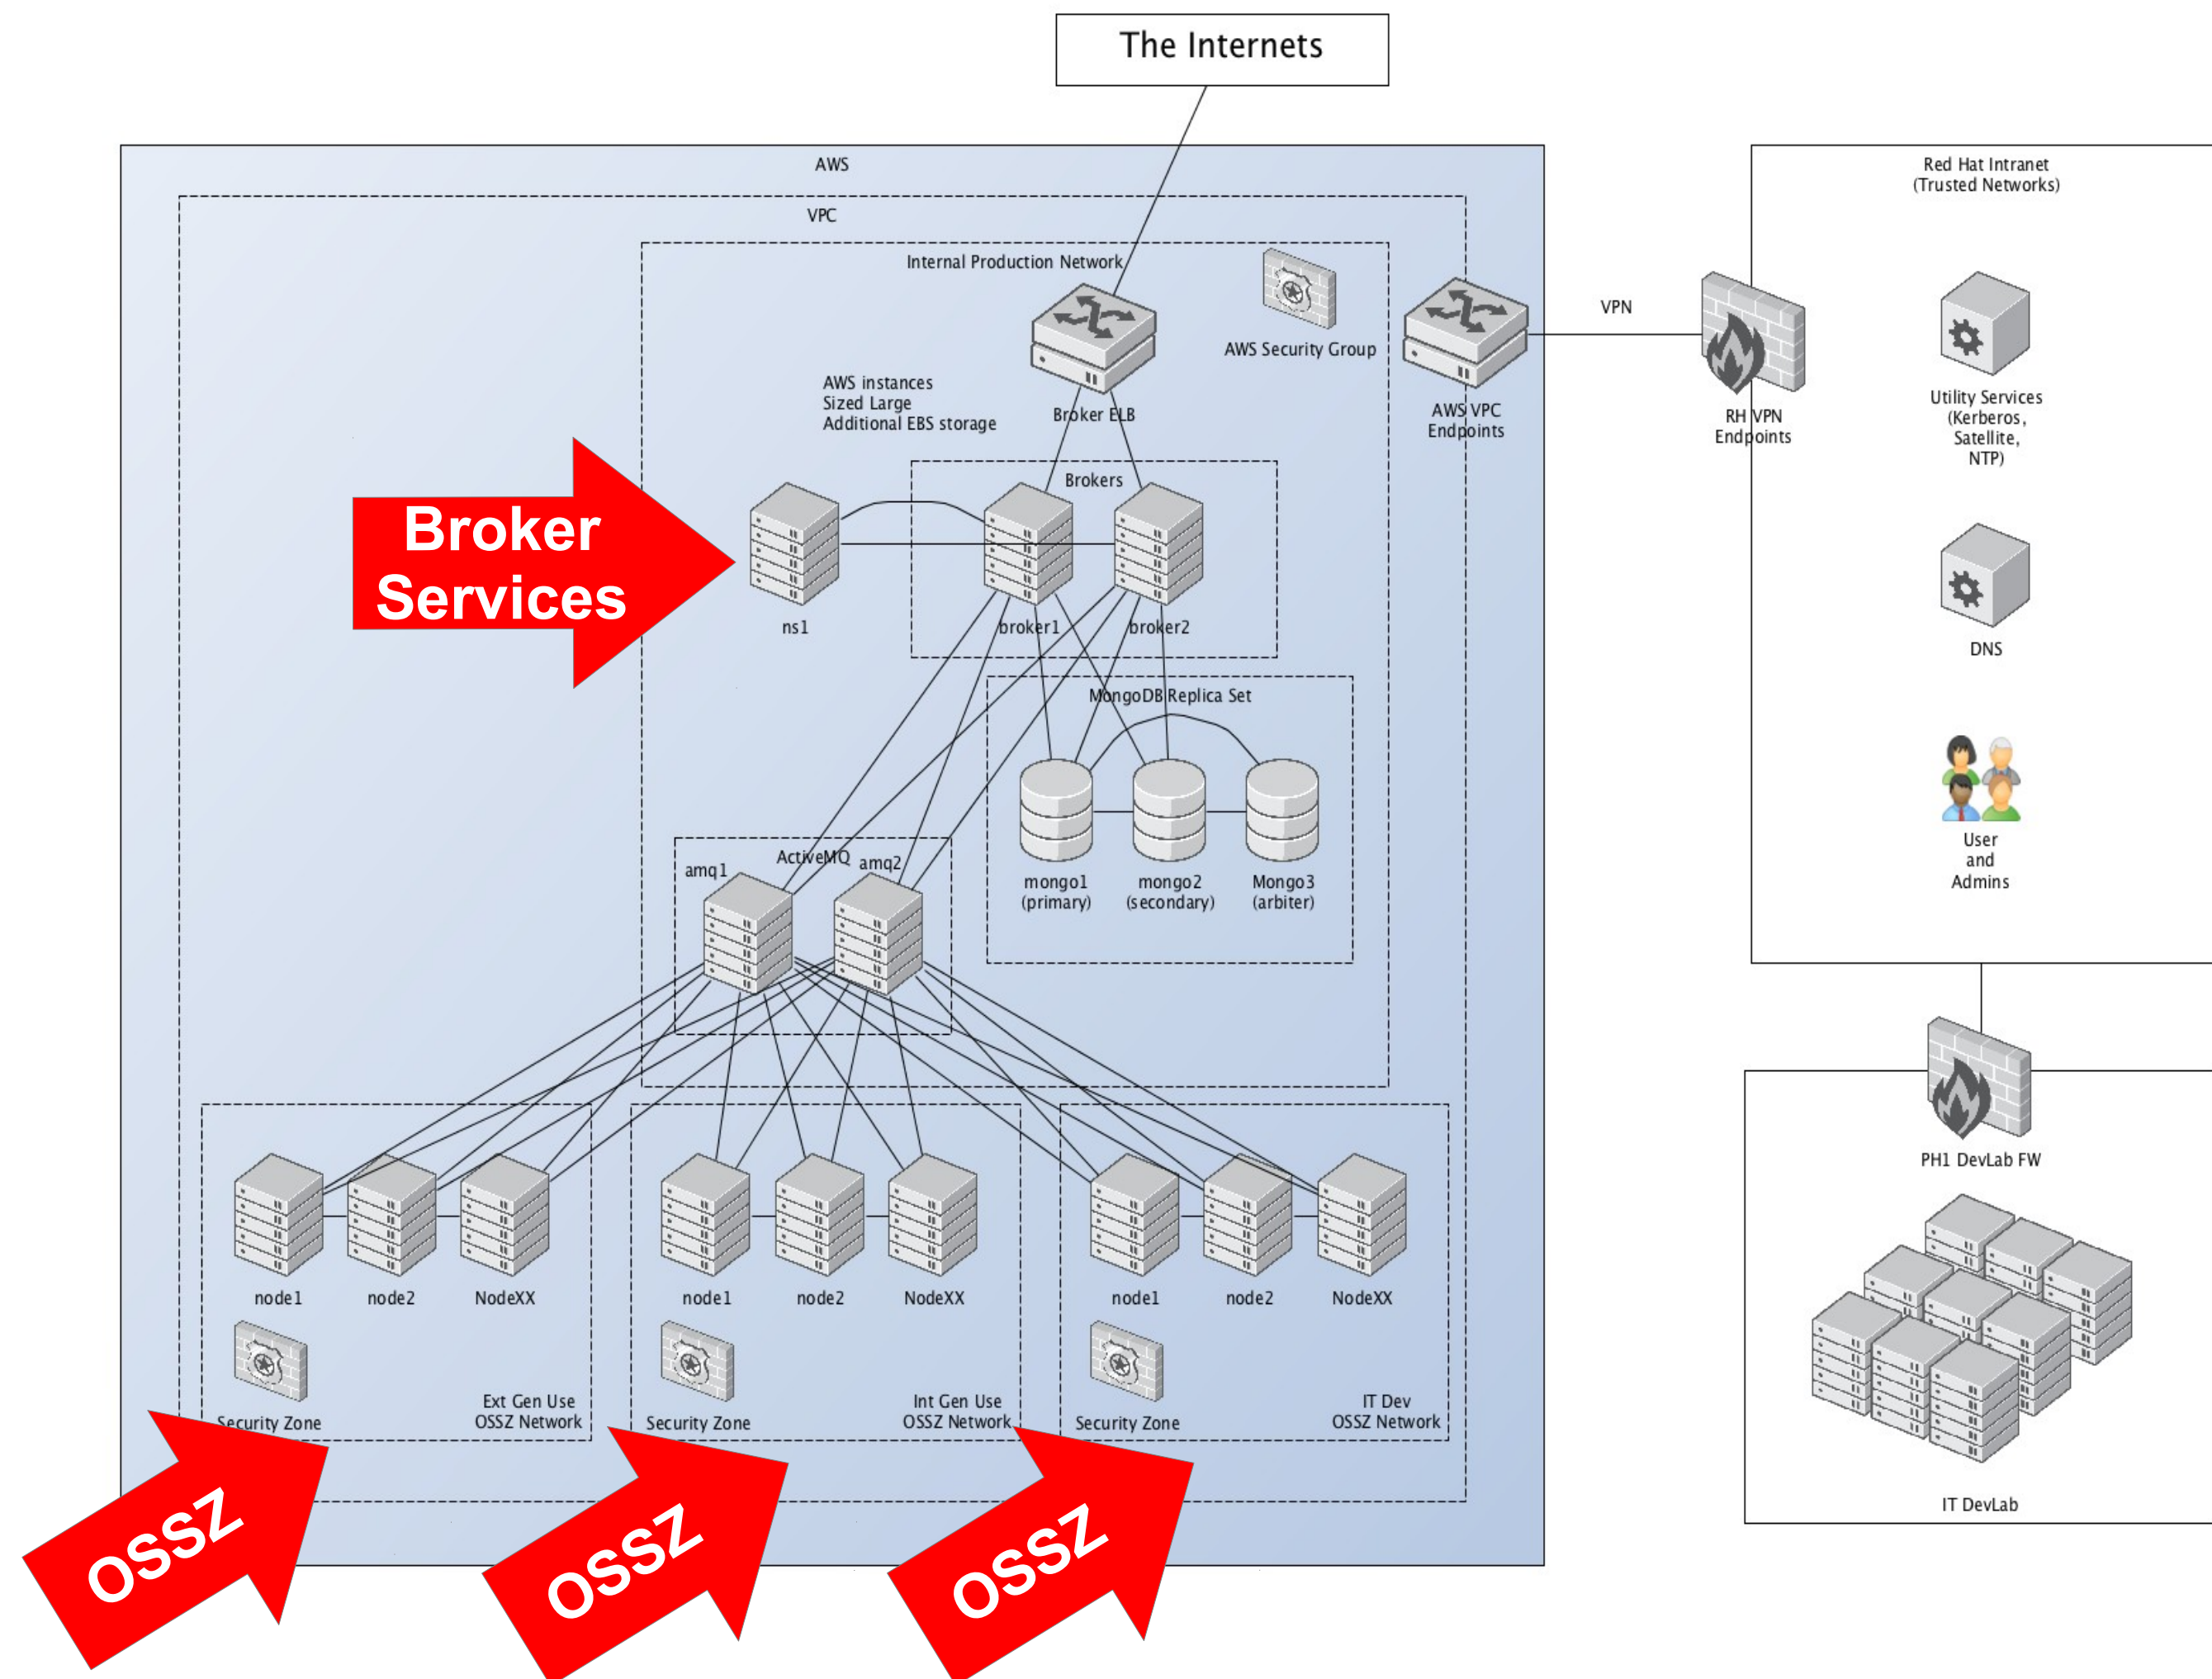 The Internets
AWS
Red Hat Intranet
(Trusted Networks)
VPC
Internal Production Network
AWS Security Group
VPN
AWS instances
Sized Large
Additional EBS storage
Broker ELB
AWS VPC
Endpoints
RH VPN
Endpoints
Utility Services
(Kerberos,
Satellite,
NTP)
Brokers
Broker
Services
ns1
broker1
broker2
DNS
MongoDB Replica Set
ActiveMQ
amq1
amq2
mongo1
(primary)
mongo2
(secondary)
Mongo3
(arbiter)
User
and
Admins
PH1 DevLab FW
node1
node2
NodeXX
node1
node2
NodeXX
node1
node2
NodeXX
Security Zone
Ext Gen Use
OSSZ Network
Security Zone
Int Gen Use
OSSZ Network
Security Zone
IT Dev
OSSZ Network
IT DevLab
OSSZ
OSSZ
OSSZ